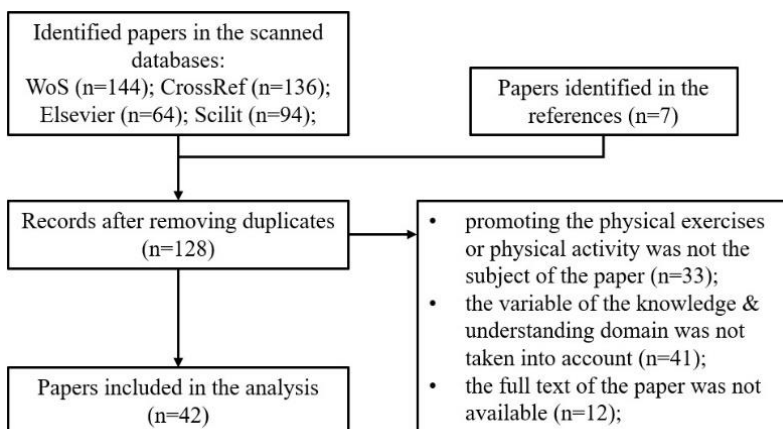 Identified papers in the scanned
databases:
WoS (n=144); CrossRef (n=136);
Elsevier (n=64); Scilit (n=94);
Papers identified in the
references (n=7)
Records after removing duplicates
(n=128)
• promoting the physical exercises
or physical activity was not the
subject of the paper (n=33);
• the variable of the knowledge &
understanding domain was not
taken into account (n=41);
• the full text of the paper was not
available (n=12);
Papers included in the analysis
(n=42)